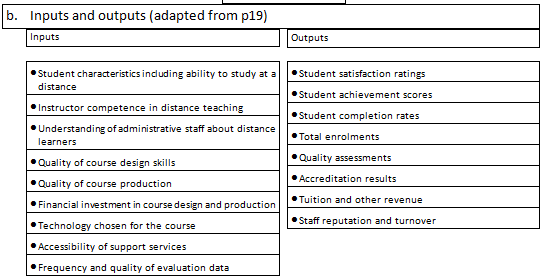 b. Inputs and outputs (adapted from p19)
Inputs
Outputs
• Student characteristics including ability to study at a
distance
• Instructor competence in distance teaching
• Understanding of administrative staff about distance
learners
• Quality of course design skills
• Quality of course production
• Financial investment in course design and production
• Technology chosen for the course
• Accessibility of support services
• Frequency and quality of evaluation data
• Student satisfaction ratings
• Student achievement scores
• Student completion rates
• Total enrolments
• Quality assessments
• Accreditation results
• Tuition and other revenue
• Staff reputation and turnover